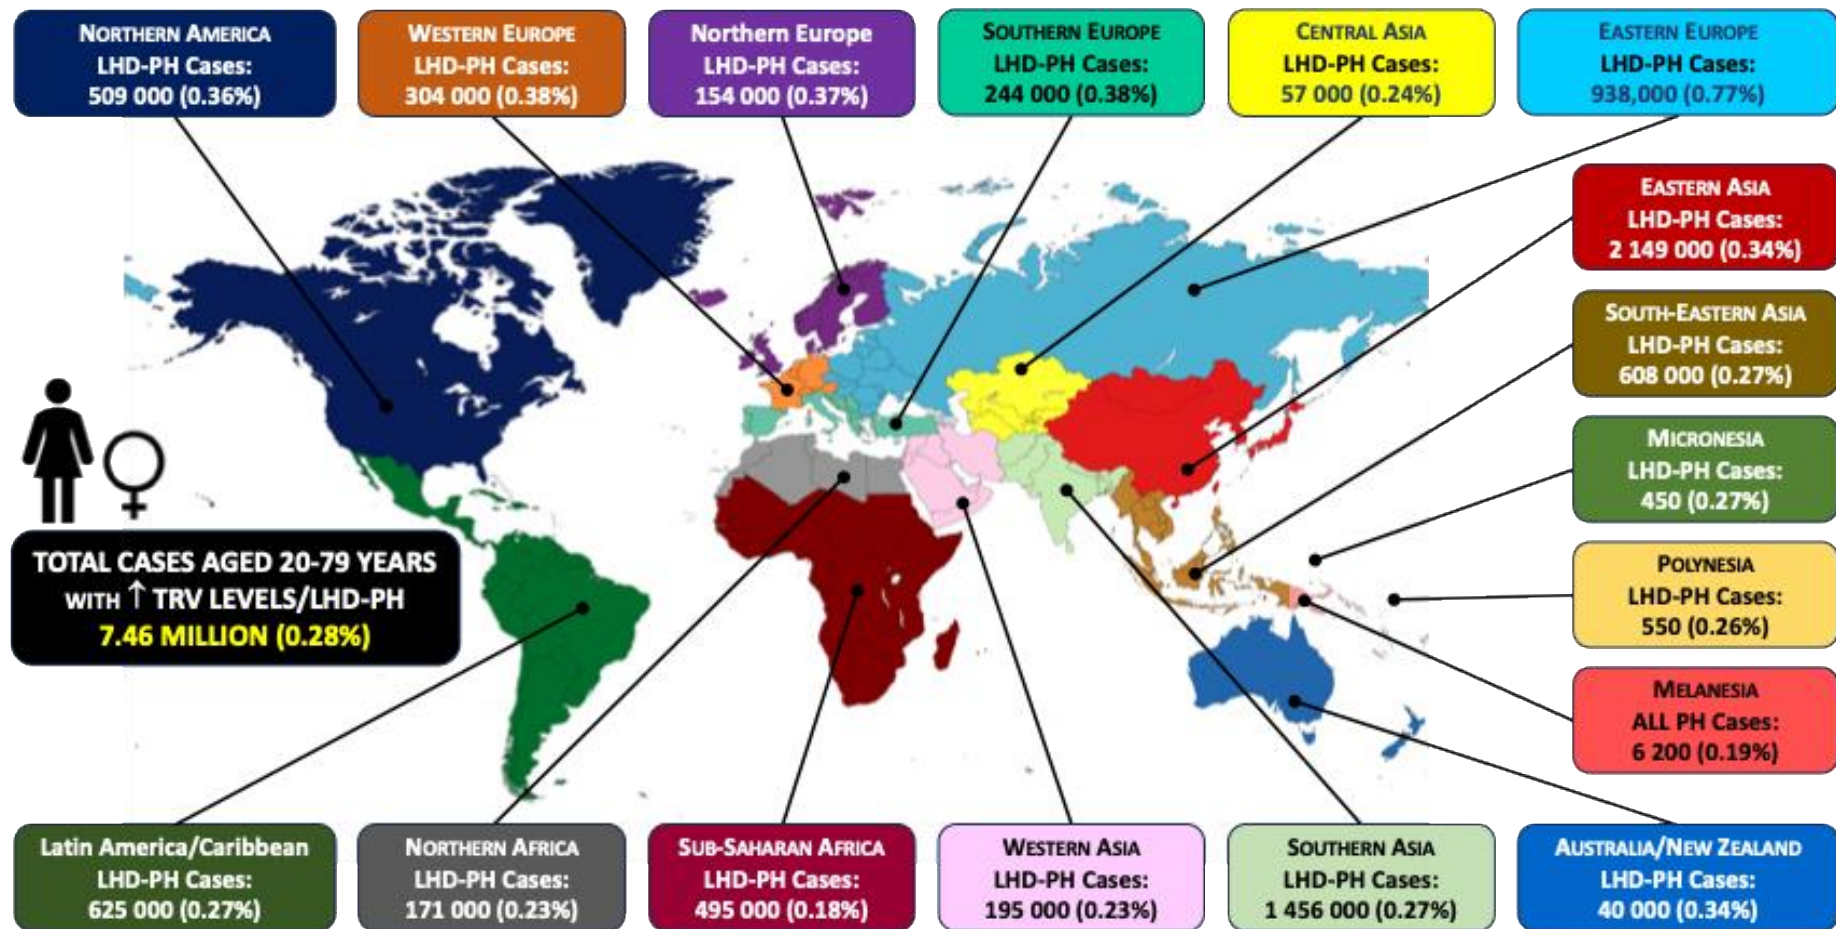 NORTHERN AMERICA
LHD-PH Cases:
509 000 (0.36%)
WESTERN EUROPE
LHD-PH Cases:
304 000 (0.38%)
Northern Europe
LHD-PH Cases:
154 000 (0.37%)
SOUTHERN EUROPE
LHD-PH Cases:
244 000 (0.38%)
CENTRAL ASIA
LHD-PH Cases:
57 000 (0.24%)
EASTERN EUROPE
LHD-PH Cases:
938,000 (0.77%)
EASTERN ASIA
LHD-PH Cases:
2 149 000 (0.34%)
SOUTH-EASTERN ASIA
LHD-PH Cases:
608 000 (0.27%)
MICRONESIA
LHD-PH Cases:
450 (0.27%)
POLYNESIA
LHD-PH Cases:
550 (0.26%)
MELANESIA
ALL PH Cases:
6 200 (0.19%)
TOTAL CASES AGED 20-79 YEARS
WITH ↑ TRV LEVELS/LHD-PH
7.46 MILLION (0.28%)
Latin America/Caribbean
LHD-PH Cases:
625 000 (0.27%)
NORTHERN AFRICA
LHD-PH Cases:
171 000 (0.23%)
SUB-SAHARAN AFRICA
LHD-PH Cases:
495 000 (0.18%)
WESTERN ASIA
LHD-PH Cases:
195 000 (0.23%)
SOUTHERN ASIA
LHD-PH Cases:
1 456 000 (0.27%)
AUSTRALIA/NEW ZEALAND
LHD-PH Cases:
40 000 (0.34%)